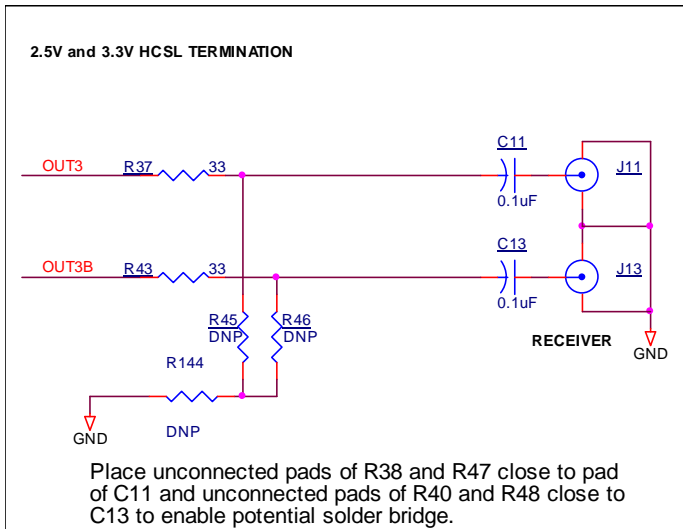 2.5V and 3.3V HCSL TERMINATION
C11
OUT3 R37 33 J11
0.1uF
C13
OUT3B R43 33 J13
0.1uF
R45 R46 RECEIVER
DNP DNP
GND
R144
GND
DNP
Place unconnected pads of R38 and R47 close to pad
of C11 and unconnected pads of R40 and R48 close to
C13 to enable potential solder bridge.